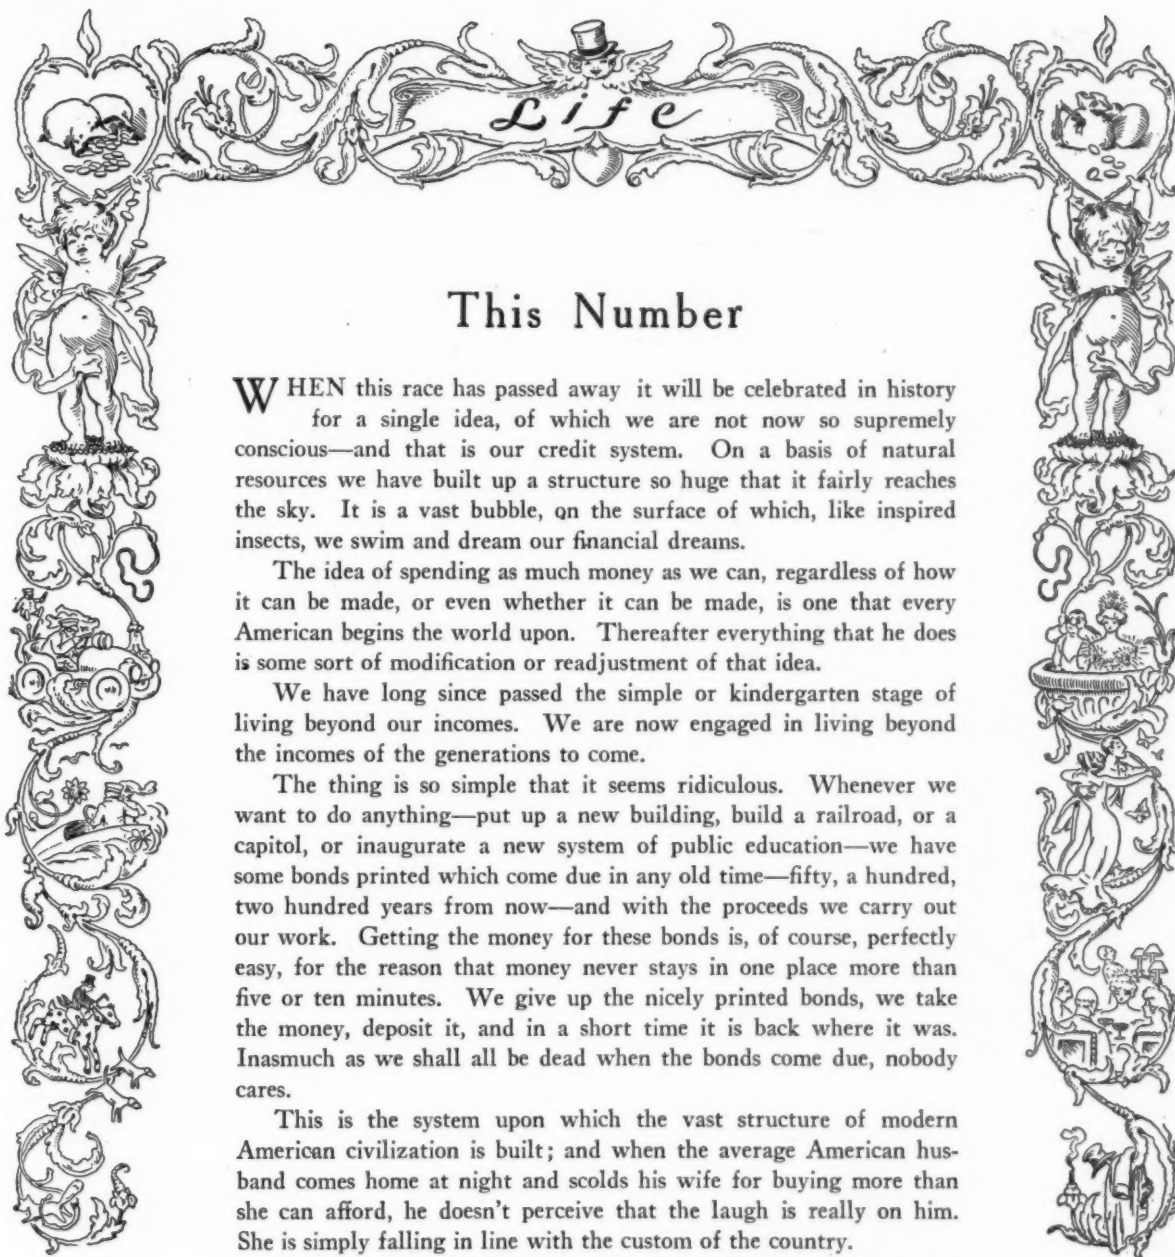 Life
This Number
WHEN this race has passed away it will be celebrated in history
for a single idea, of which we are not now so supremely
conscious—and that is our credit system. On a basis of natural
resources we have built up a structure so huge that it fairly reaches
the sky. It is a vast bubble, on the surface of which, like inspired
insects, we swim and dream our financial dreams.
The idea of spending as much money as we can, regardless of how
it can be made, or even whether it can be made, is one that every
American begins the world upon. Thereafter everything that he does
is some sort of modification or readjustment of that idea.
We have long since passed the simple or kindergarten stage of
living beyond our incomes. We are now engaged in living beyond
the incomes of the generations to come.
The thing is so simple that it seems ridiculous. Whenever we
want to do anything—put up a new building, build a railroad, or a
capitol, or inaugurate a new system of public education—we have
some bonds printed which come due in any old time—fifty, a hundred,
two hundred years from now—and with the proceeds we carry out
our work. Getting the money for these bonds is, of course, perfectly
easy, for the reason that money never stays in one place more than
five or ten minutes. We give up the nicely printed bonds, we take
the money, deposit it, and in a short time it is back where it was.
Inasmuch as we shall all be dead when the bonds come due, nobody
cares.
This is the system upon which the vast structure of modern
American civilization is built; and when the average American hus-
band comes home at night and scolds his wife for buying more than
she can afford, he doesn't perceive that the laugh is really on him.
She is simply falling in line with the custom of the country.